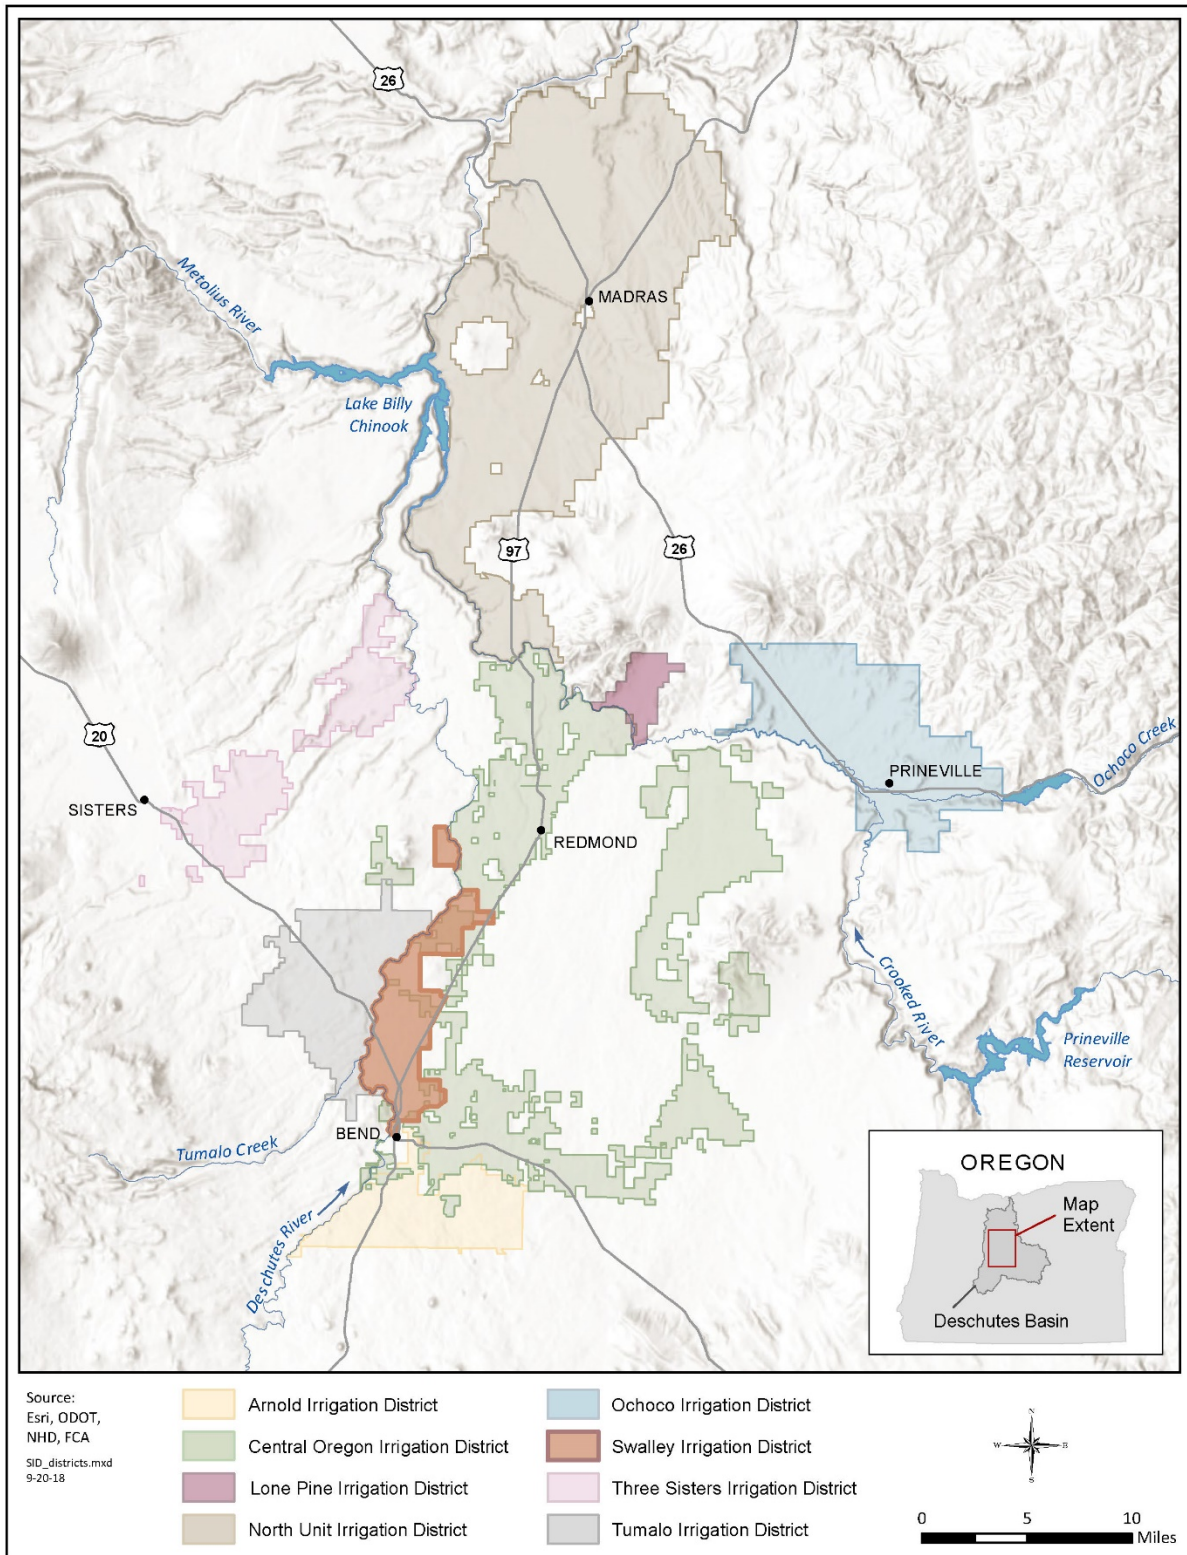 26
MADRAS
Metolius River
Lake Billy
Chinook
97
26
20
SISTERS
REDMOND
PRINEVILLE
Ochoco Creek
Crooked River
Prineville
Reservoir
BEND
Tumalo Creek
Deschutes River
OREGON
Map
Extent
Deschutes Basin
Source:
Esri, ODOT,
NHD, FCA
SID_districts.mxd
9-20-18
Arnold Irrigation District
Central Oregon Irrigation District
Lone Pine Irrigation District
North Unit Irrigation District
Ochoco Irrigation District
Swalley Irrigation District
Three Sisters Irrigation District
Tumalo Irrigation District
N
W E
S
0 5 10
Miles